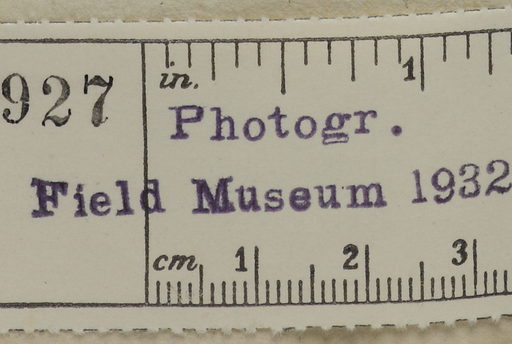 in. 1
927
Photogr.
Field Museum 1932
cm 1 2 3